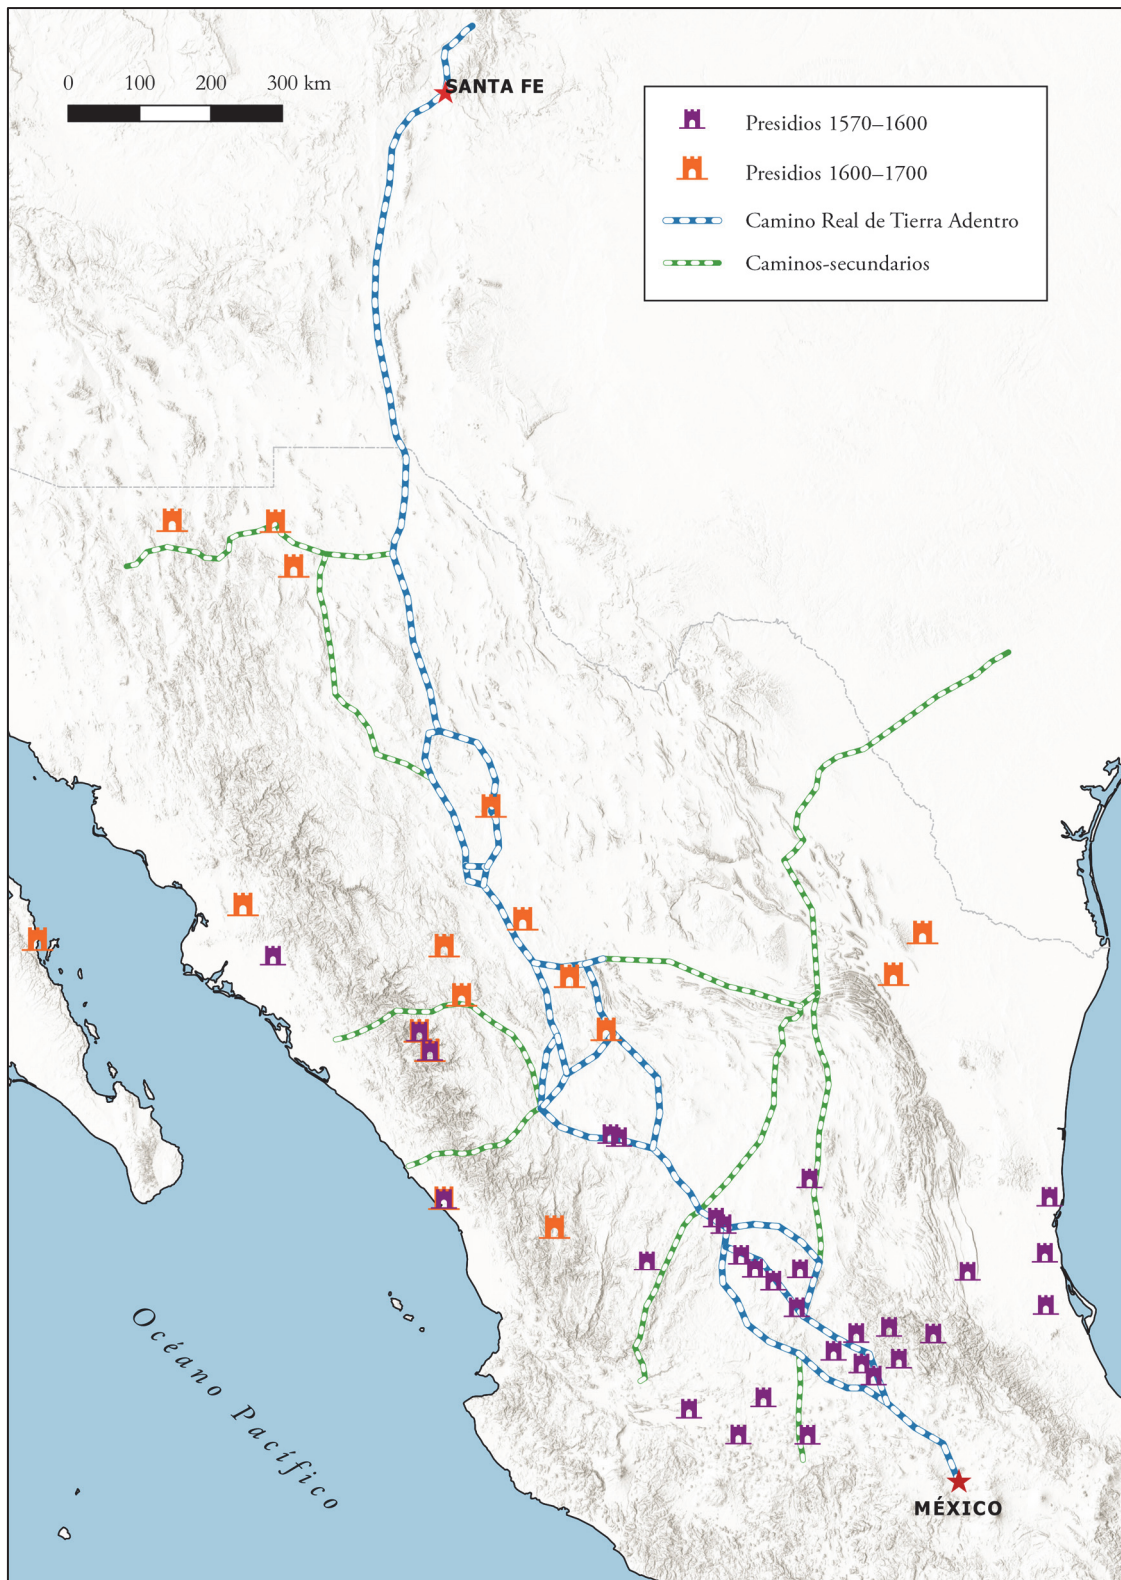 0 100 200 300 km
SANTA FE
Presidios 1570–1600
Presidios 1600–1700
Camino Real de Tierra Adentro
Caminos-secundarios
Océano Pacífico
MÉXICO